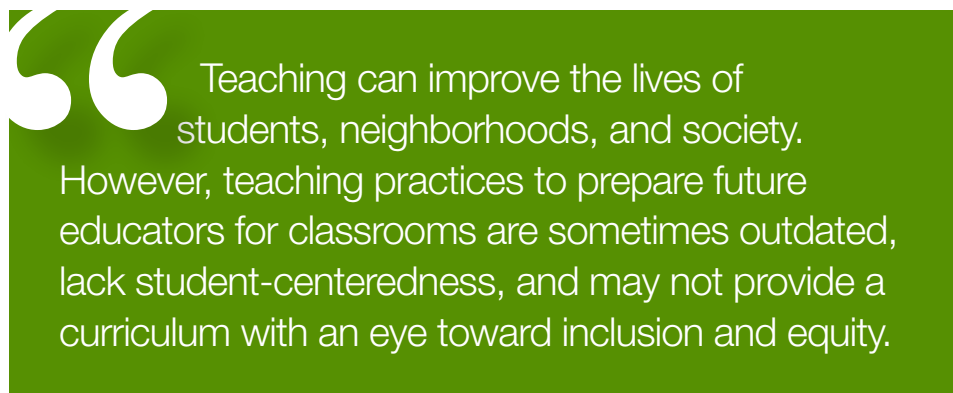 “
Teaching can improve the lives of
students, neighborhoods, and society.
However, teaching practices to prepare future
educators for classrooms are sometimes outdated,
lack student-centeredness, and may not provide a
curriculum with an eye toward inclusion and equity.